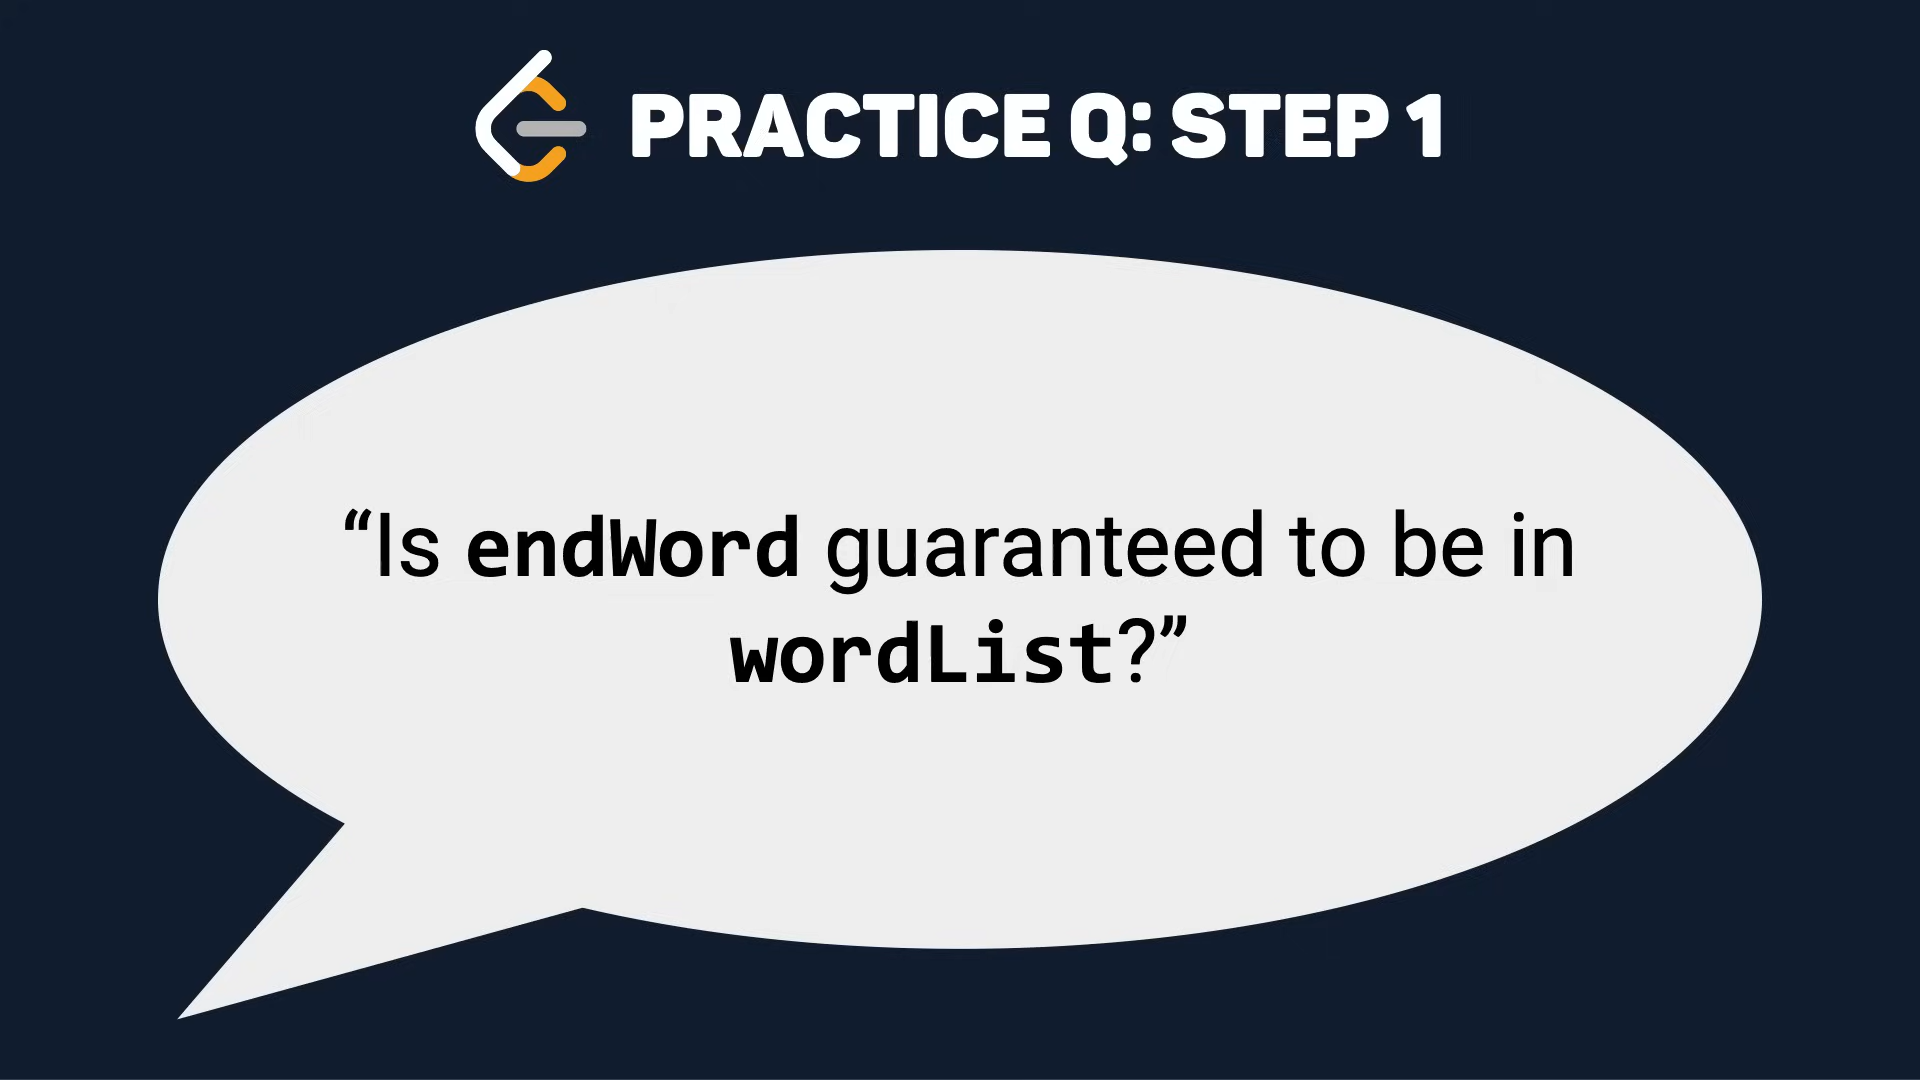 PRACTICE Q: STEP 1
“Is endWord guaranteed to be in
wordList?”